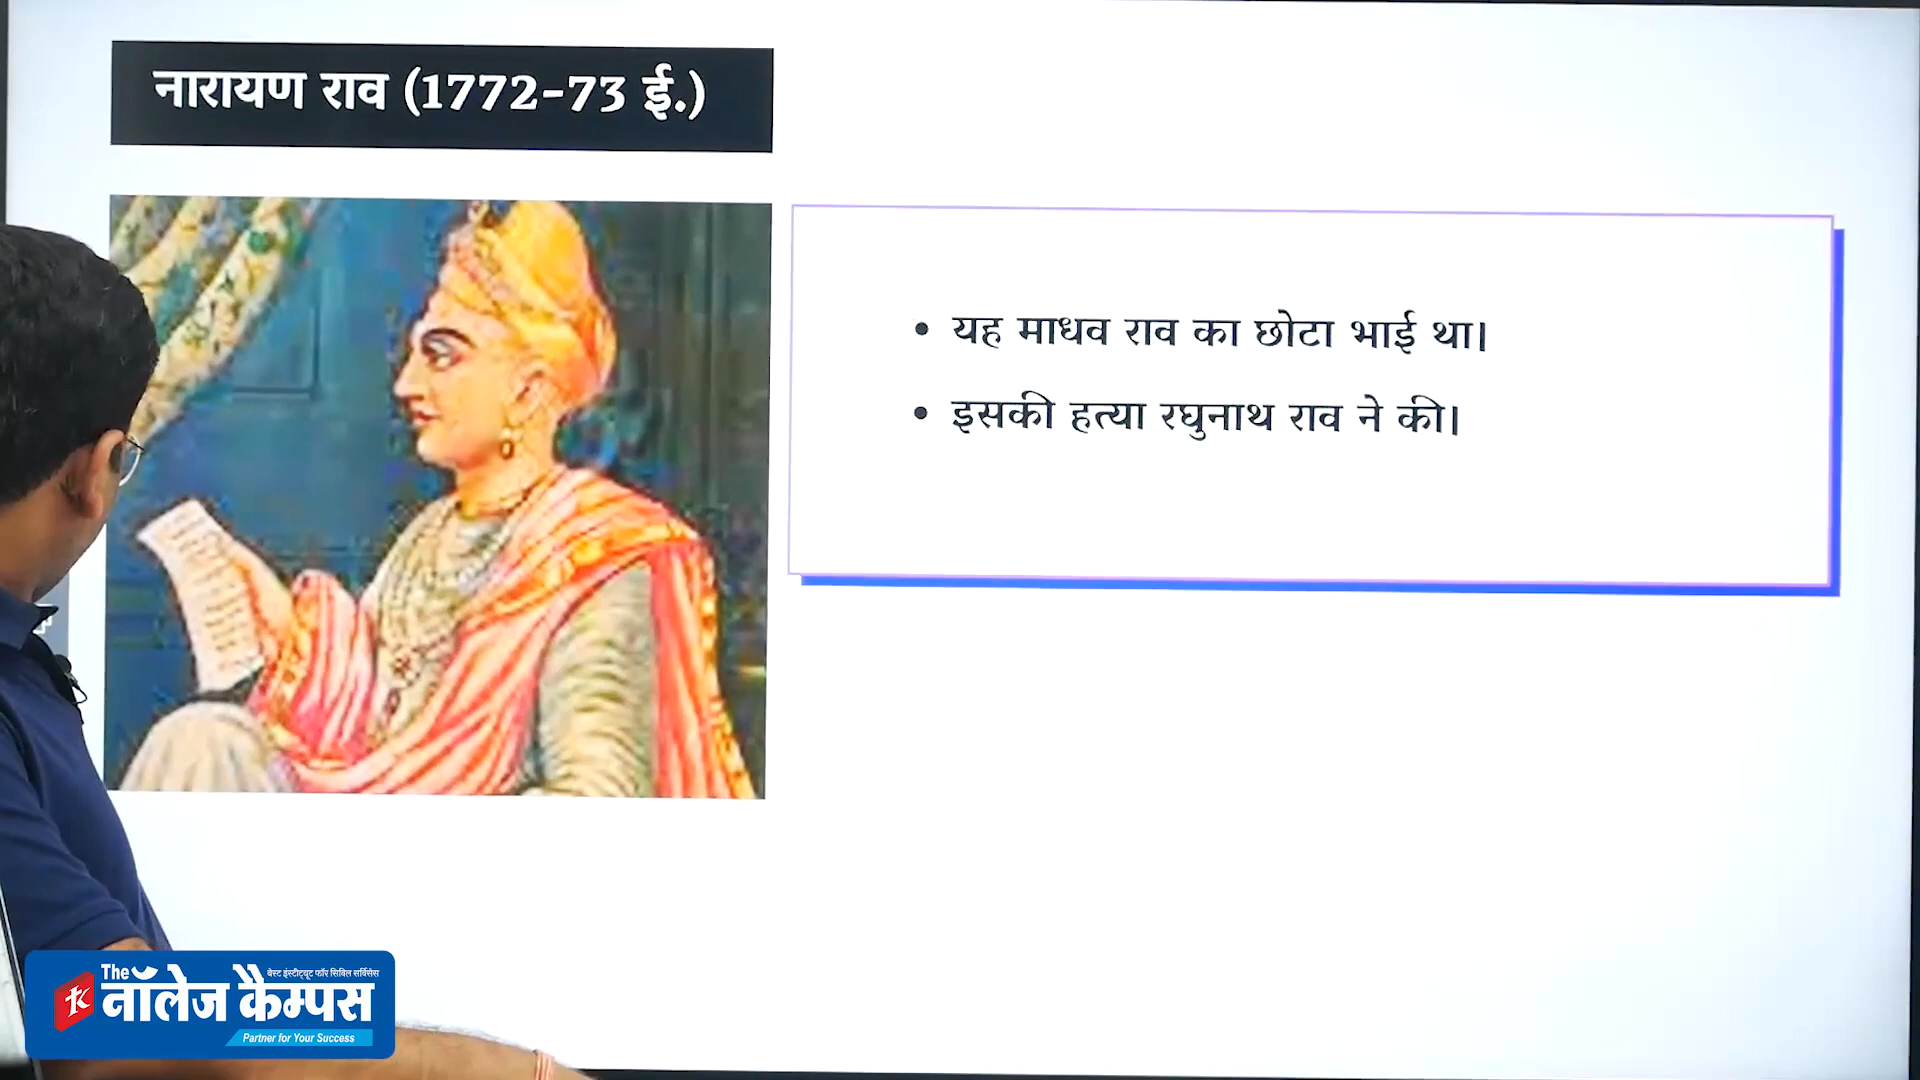 नारायण राव (1772-73 ई.)
• यह माधव राव का छोटा भाई था।
• इसकी हत्या रघुनाथ राव ने की।
The
बेस्ट इंस्टीट्यूट फॉर सिविल सर्विसेस
नॉलेज कैम्पस
Partner for Your Success